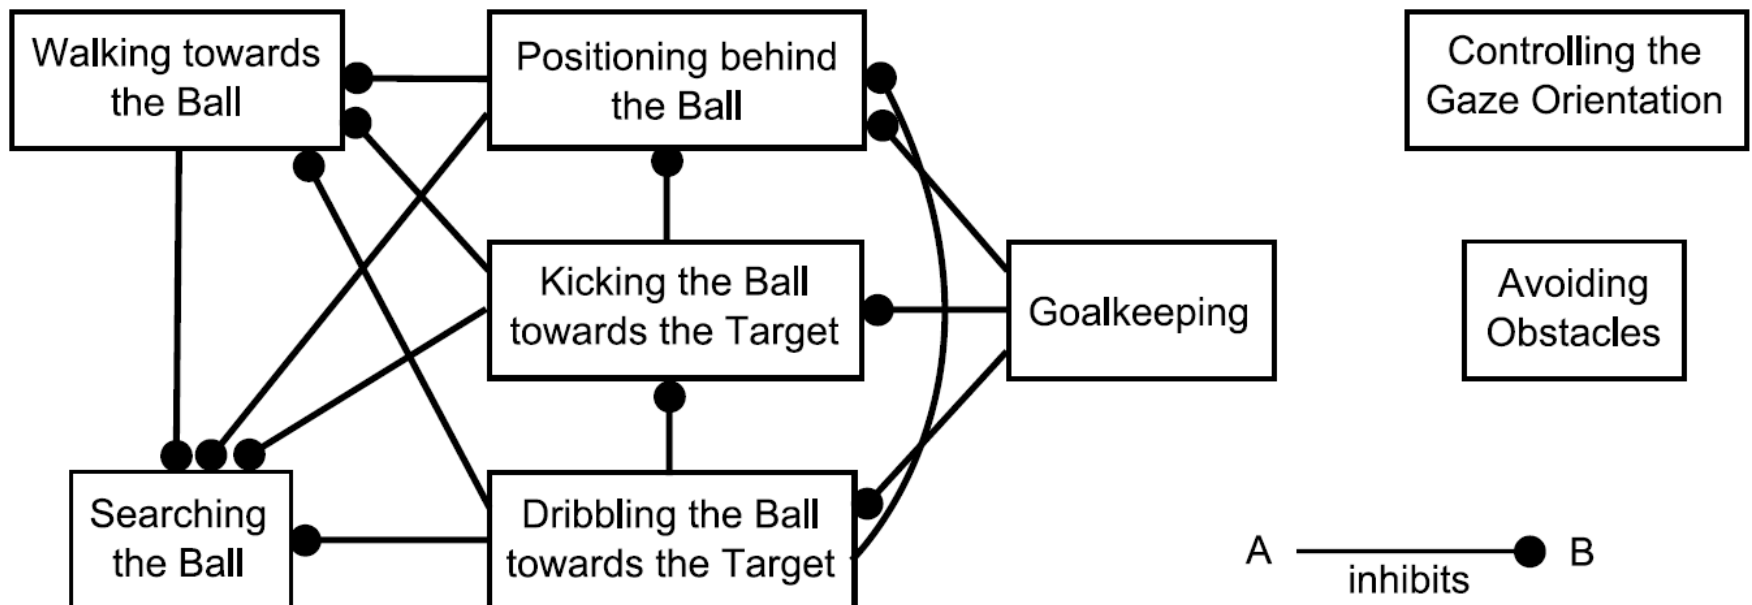 Walking towards
the Ball
Positioning behind
the Ball
Controlling the
Gaze Orientation
Kicking the Ball
towards the Target
Goalkeeping
Avoiding
Obstacles
Searching
the Ball
Dribbling the Ball
towards the Target
A
B
inhibits